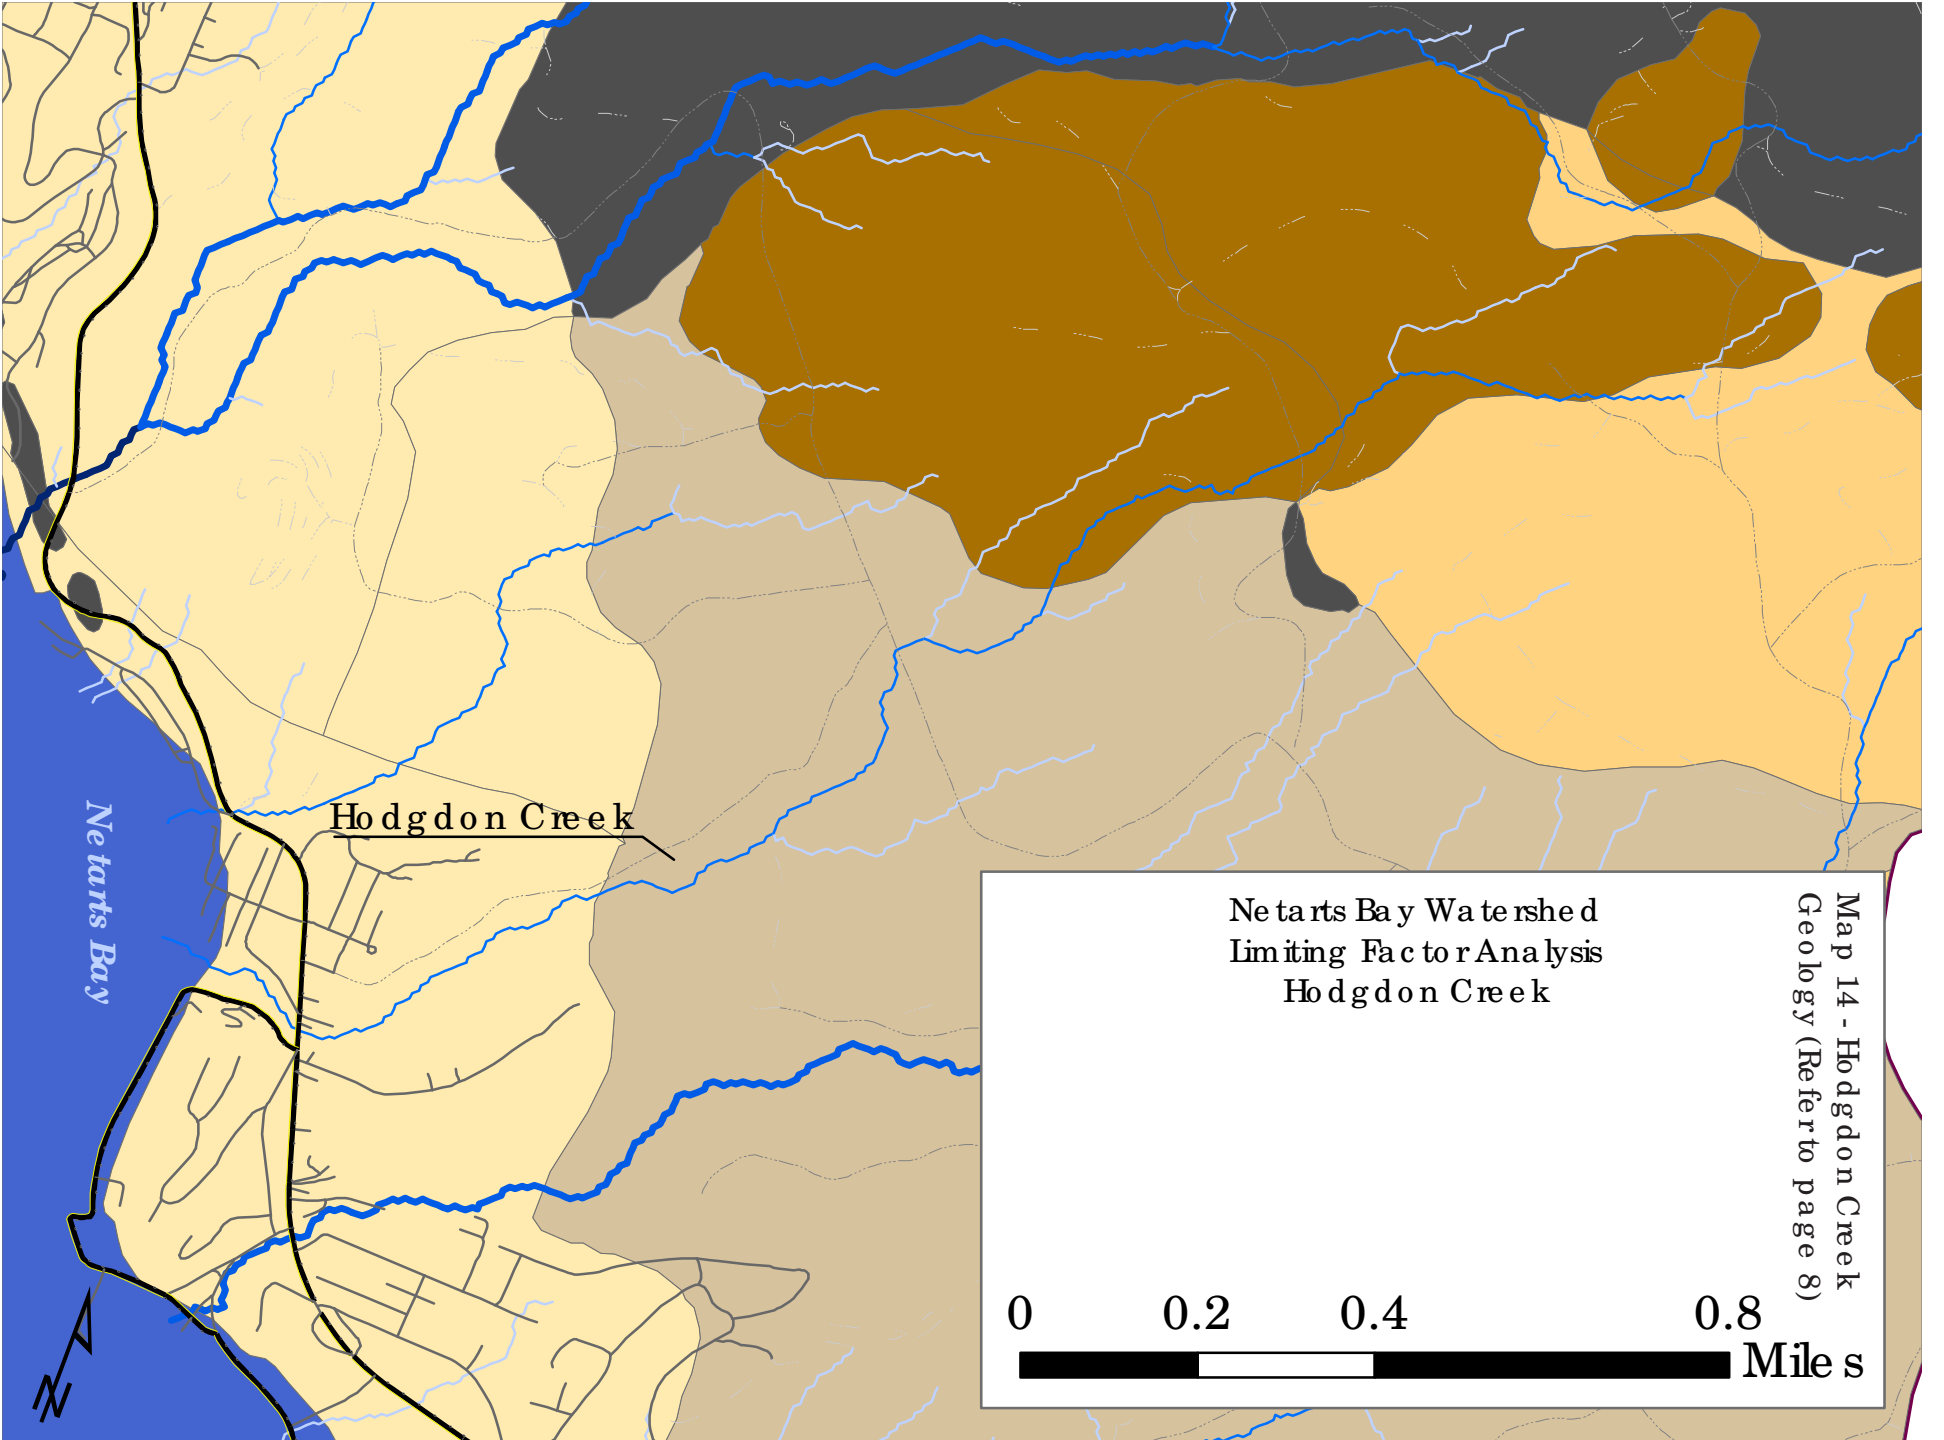 Hodgdon Creek
Netarts Bay
Netarts Bay Watershed
Limiting Factor Analysis
Hodgdon Creek
Map 14 - Hodgdon Creek
Geology (Refer to page 8)
0 0.2 0.4 0.8
Miles
N